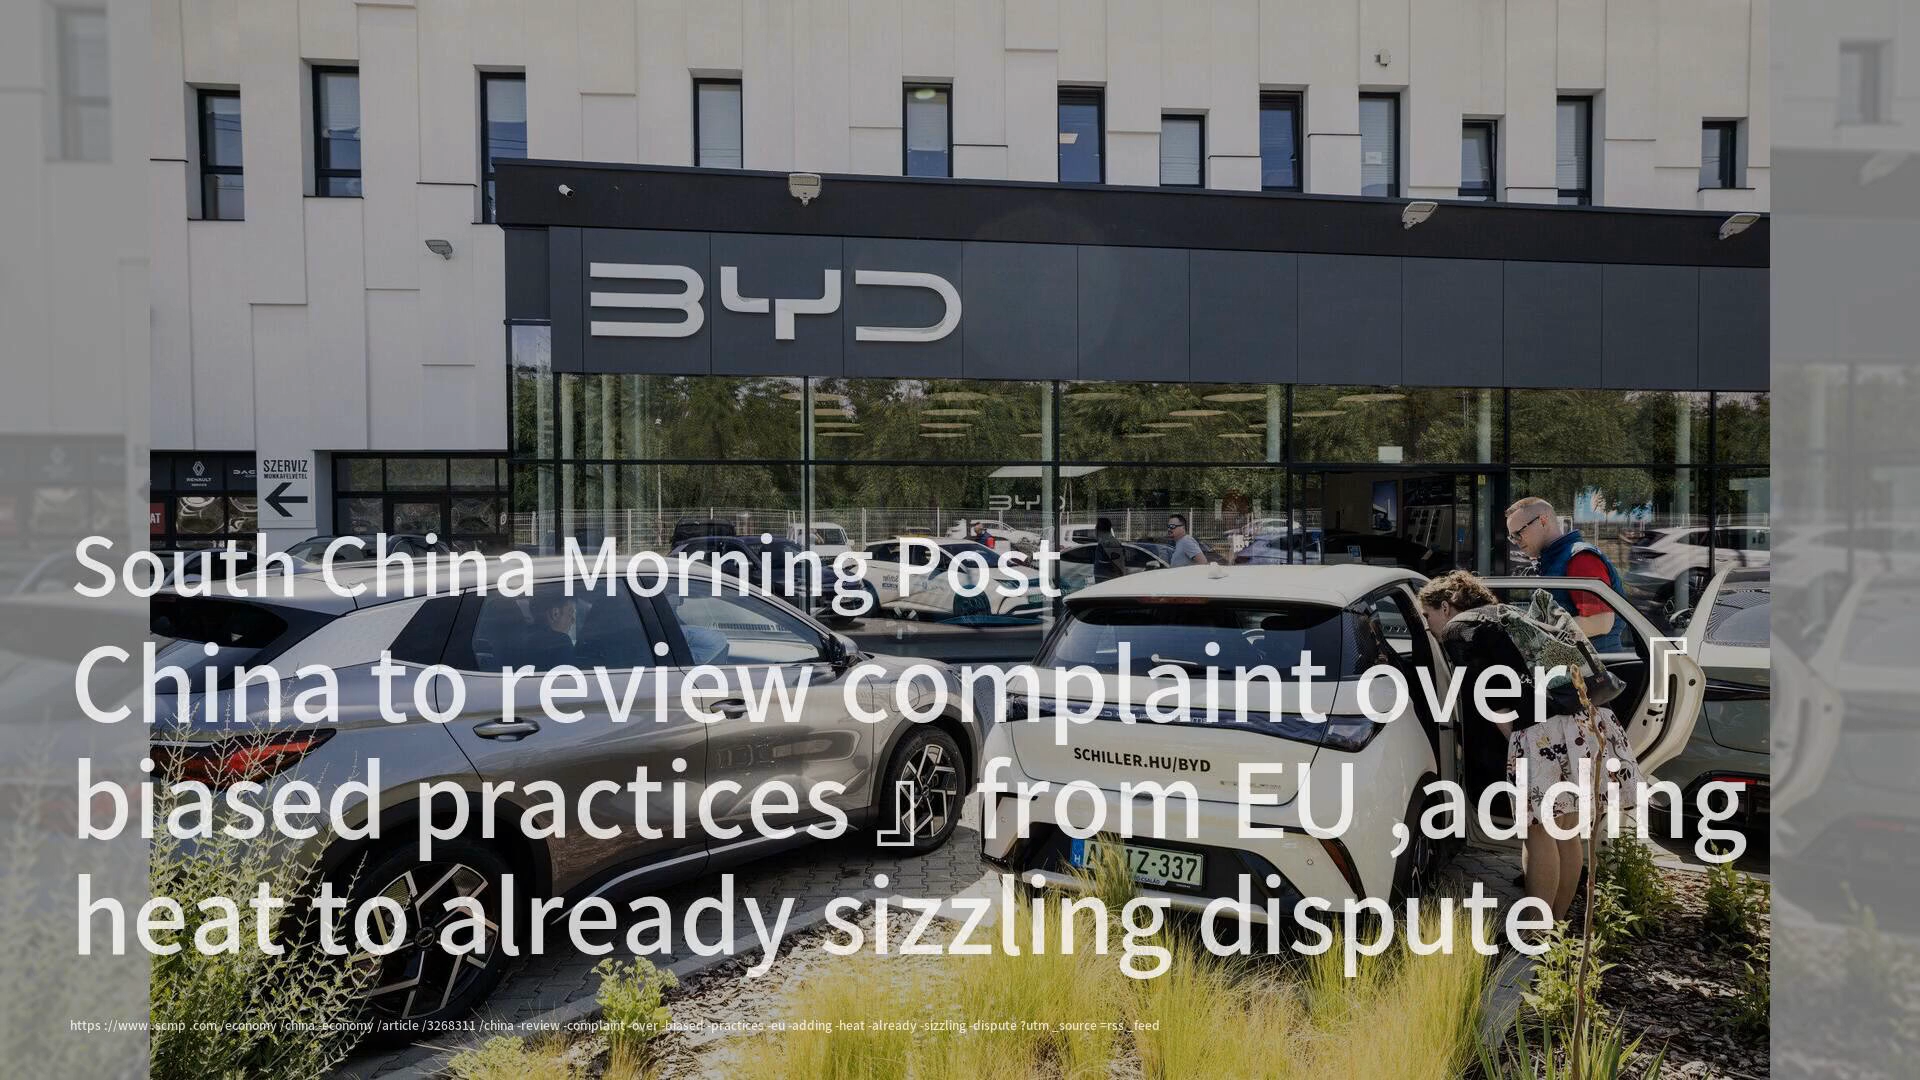 BYD
SZERVIZ
MUNKAFELVÉTEL
RENAULT
BYD
South China Morning Post
China to review complaint over 『
biased practices 』 from EU ,adding
heat to already sizzling dispute
SCHILLER.HU/BYD
https ://www .scmp .com /economy /china -economy /article /3268311 /china -review -complaint -over -biased -practices -eu -adding -heat -already -sizzling -dispute ?utm _source =rss _feed